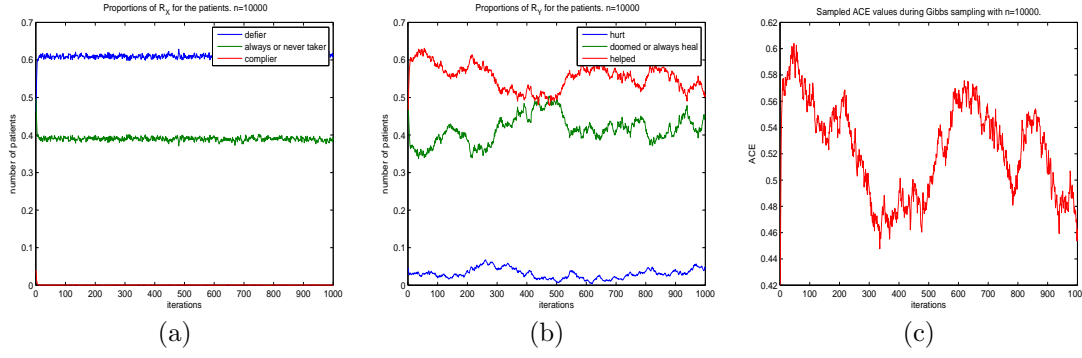 Proportions of R_X for the patients. n=10000
number of patients
0.7
0.6
0.5
0.4
0.3
0.2
0.1
0
defier
always or never taker
complier
0 100 200 300 400 500 600 700 800 900 1000
iterations
(a)
Proportions of R_Y for the patients. n=10000
number of patients
0.7
0.6
0.5
0.4
0.3
0.2
0.1
0
hurt
doomed or always heal
helped
0 100 200 300 400 500 600 700 800 900 1000
iterations
(b)
Sampled ACE values during Gibbs sampling with n=10000.
ACE
0.62
0.6
0.58
0.56
0.54
0.52
0.5
0.48
0.46
0.44
0.42
0 100 200 300 400 500 600 700 800 900 1000
iterations
(c)